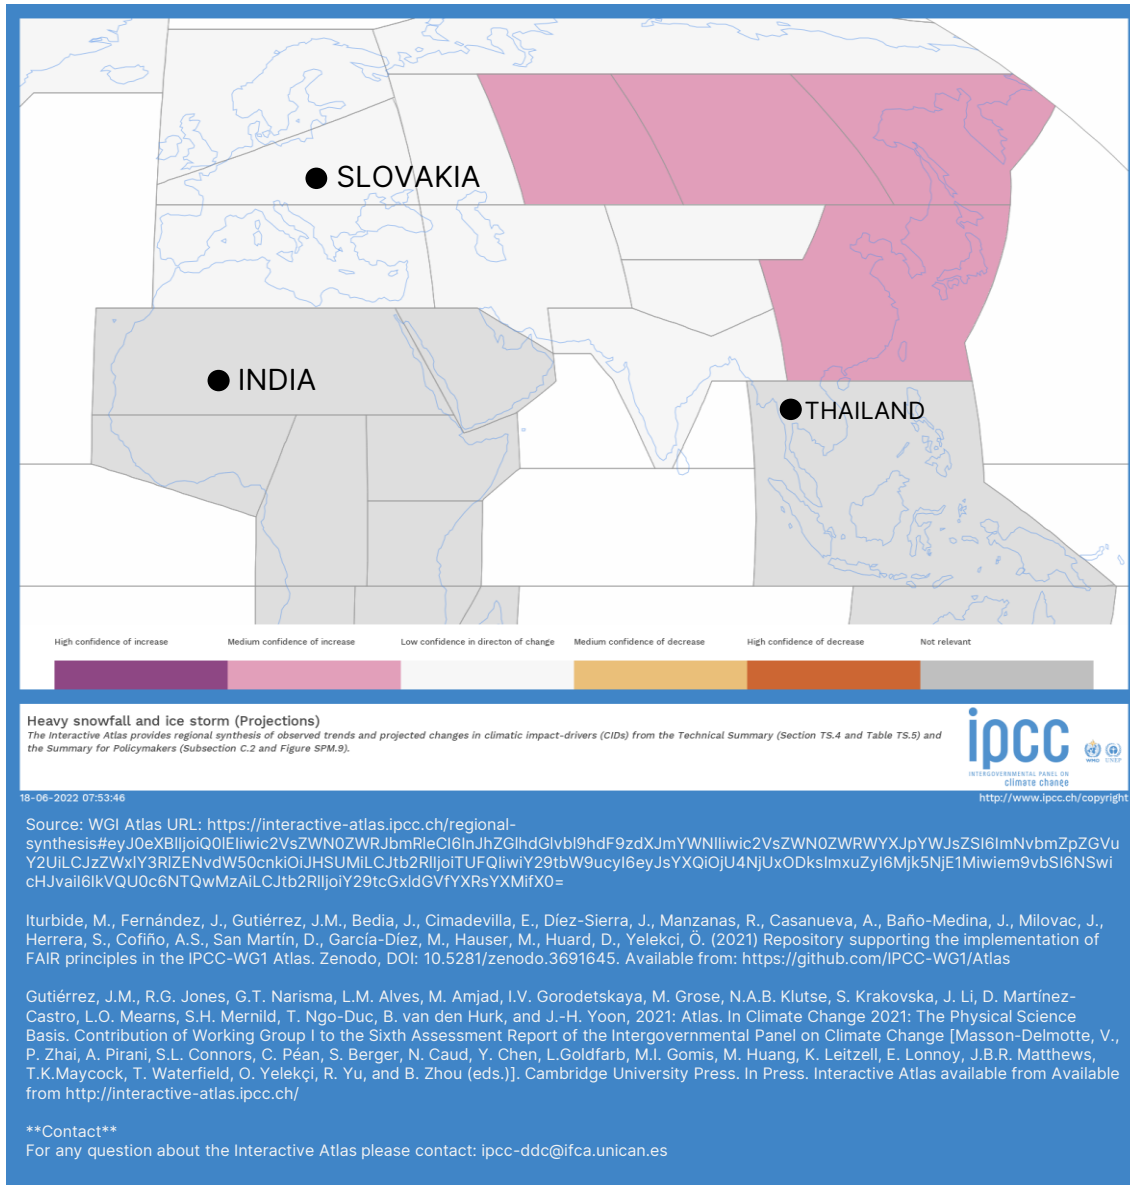 SLOVAKIA
INDIA
THAILAND
High confidence of increase
Medium confidence of increase
Low confidence in directon of change
Medium confidence of decrease
High confidence of decrease
Not relevant
Heavy snowfall and ice storm (Projections)
The Interactive Atlas provides regional synthesis of observed trends and projected changes in climatic impact-drivers (CIDs) from the Technical Summary (Section TS.4 and Table TS.5) and
the Summary for Policymakers (Subsection C.2 and Figure SPM.9).
ipcc
INTERGOVERNMENTAL PANEL ON
climate change
WMO
UNEP
18-06-2022 07:53:46
http://www.ipcc.ch/copyright
Source: WGI Atlas URL: https://interactive-atlas.ipcc.ch/regional-
synthesis#eyJ0eXBlIjoiQ0lEIiwic2VsZWN0ZWRJbmRleCI6InJhZGlhdGlvbl9hdF9zdXJmYWNlIiwic2VsZWN0ZWRWYXJpYWJsZSI6ImNvbmZpZGVu
Y2UiLCJzZWxlY3RlZENvdW50cnkiOiJHSUMiLCJtb2RlIjoiTUFQIiwiY29tbW9ucyI6eyJsYXQiOjU4NjUxODksImxuZyI6Mjk5NjE1Miwiem9vbSI6NSwi
cHJvaiI6IkVQU0c6NTQwMzAiLCJtb2RlIjoiY29tcGxldGVfYXRsYXMifX0=
Iturbide, M., Fernández, J., Gutiérrez, J.M., Bedia, J., Cimadevilla, E., Díez-Sierra, J., Manzanas, R., Casanueva, A., Baño-Medina, J., Milovac, J.,
Herrera, S., Cofiño, A.S., San Martín, D., García-Díez, M., Hauser, M., Huard, D., Yelekci, Ö. (2021) Repository supporting the implementation of
FAIR principles in the IPCC-WG1 Atlas. Zenodo, DOI: 10.5281/zenodo.3691645. Available from: https://github.com/IPCC-WG1/Atlas
Gutiérrez, J.M., R.G. Jones, G.T. Narisma, L.M. Alves, M. Amjad, I.V. Gorodetskaya, M. Grose, N.A.B. Klutse, S. Krakovska, J. Li, D. Martínez-
Castro, L.O. Mearns, S.H. Mernild, T. Ngo-Duc, B. van den Hurk, and J.-H. Yoon, 2021: Atlas. In Climate Change 2021: The Physical Science
Basis. Contribution of Working Group I to the Sixth Assessment Report of the Intergovernmental Panel on Climate Change [Masson-Delmotte, V.,
P. Zhai, A. Pirani, S.L. Connors, C. Péan, S. Berger, N. Caud, Y. Chen, L.Goldfarb, M.I. Gomis, M. Huang, K. Leitzell, E. Lonnoy, J.B.R. Matthews,
T.K.Maycock, T. Waterfield, O. Yelekçi, R. Yu, and B. Zhou (eds.)]. Cambridge University Press. In Press. Interactive Atlas available from Available
from http://interactive-atlas.ipcc.ch/
**Contact**
For any question about the Interactive Atlas please contact: ipcc-ddc@ifca.unican.es